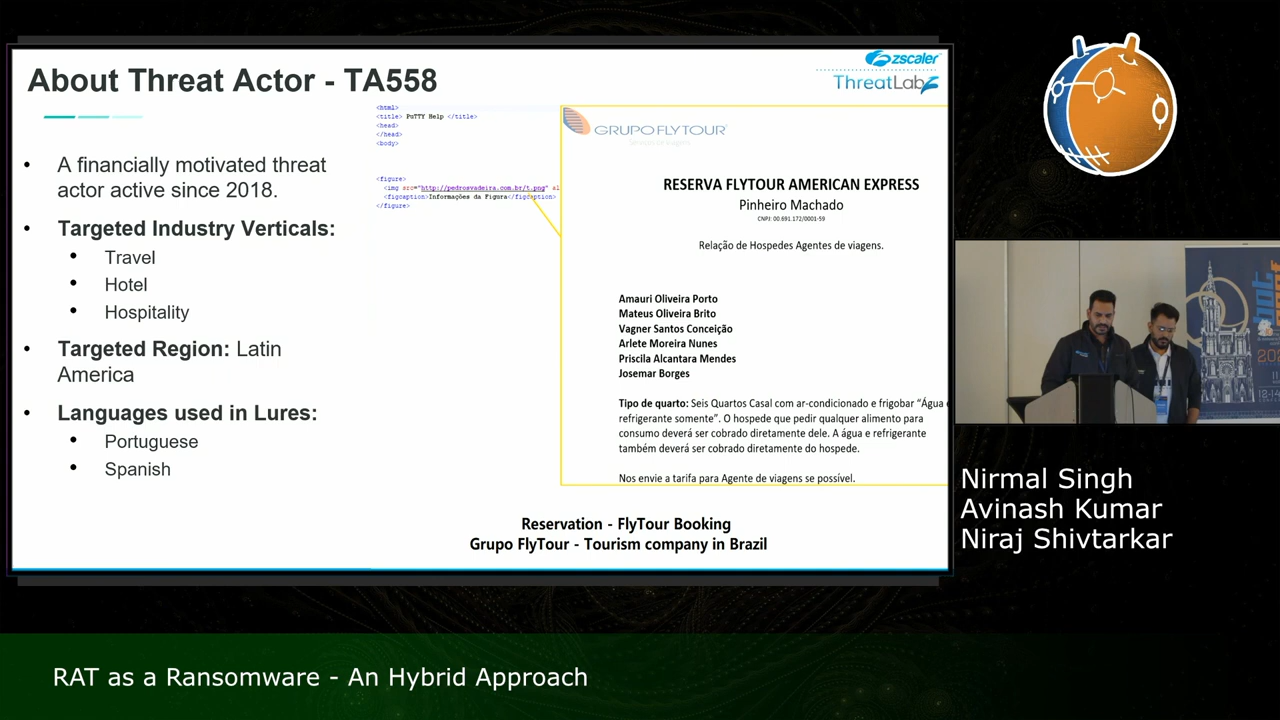 About Threat Actor - TA558
zscaler
ThreatLabz
• A financially motivated threat
actor active since 2018.
• Targeted Industry Verticals:
• Travel
• Hotel
• Hospitality
• Targeted Region: Latin
America
• Languages used in Lures:
• Portuguese
• Spanish
<html>
<title> PuTTY Help </title>
<head>
</head>
<body>
<figure>
<img src="http://pedrosvadeira.com.br/t.png" al
<figcaption>Informações da Figura</figcaption>
</figure>
GRUPO FLYTOUR
RESERVA FLYTOUR AMERICAN EXPRESS
Pinheiro Machado
CNPJ: 00.691.172/0001-59
Relação de Hospedes Agentes de viagens.
Amauri Oliveira Porto
Mateus Oliveira Brito
Vagner Santos Conceição
Arlete Moreira Nunes
Priscila Alcantara Mendes
Josemar Borges
Tipo de quarto: Seis Quartos Casal com ar-condicionado e frigobar “Água e
refrigerante somente”. O hospede que pedir qualquer alimento para
consumo deverá ser cobrado diretamente dele. A água e refrigerante
também deverá ser cobrado diretamente do hospede.
Nos envie a tarifa para Agente de viagens se possível.
Reservation - FlyTour Booking
Grupo FlyTour - Tourism company in Brazil
Nirmal Singh
Avinash Kumar
Niraj Shivtarkar
RAT as a Ransomware - An Hybrid Approach